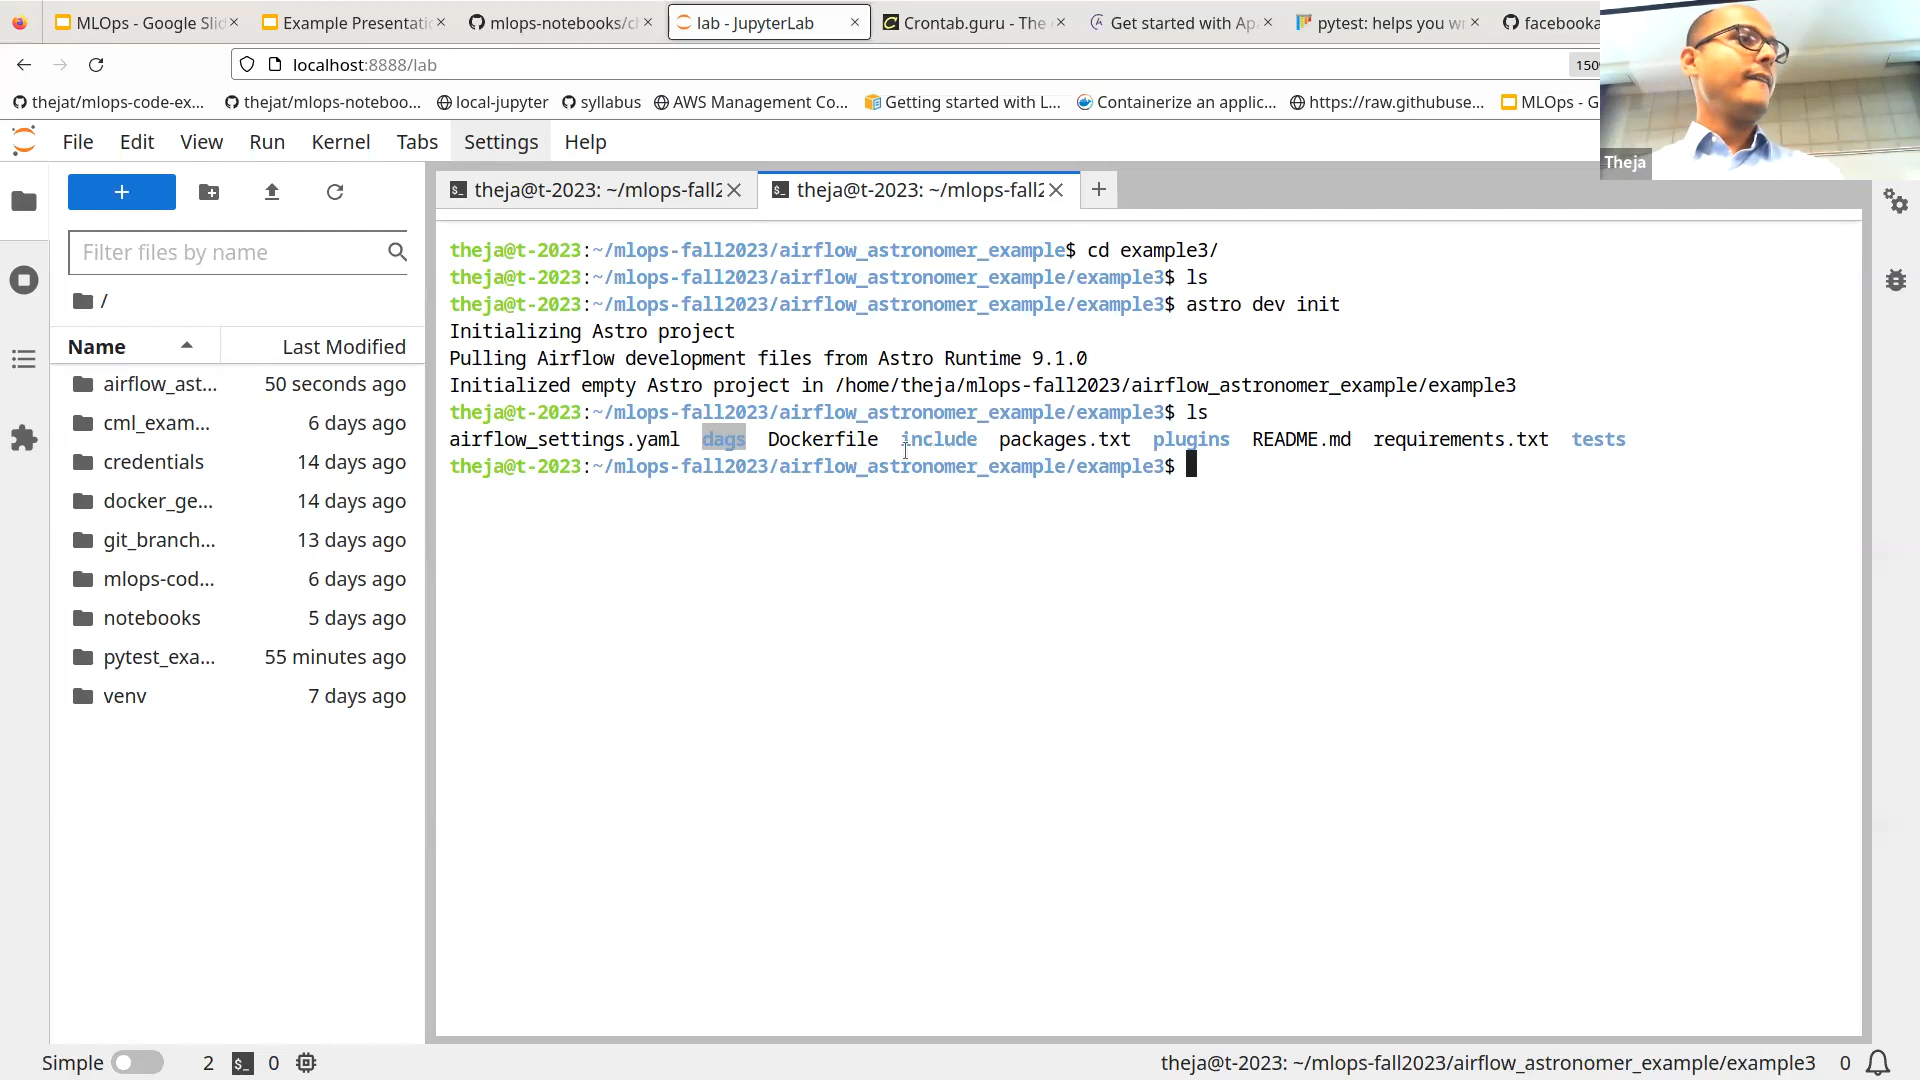 MLOps - Google Slid
Example Presentati
mlops-notebooks/c
lab - JupyterLab
Crontab.guru - The
Get started with Ap
pytest: helps you w
facebooka
localhost:8888/lab
150
thejat/mlops-code-ex...
thejat/mlops-noteboo...
local-jupyter
syllabus
AWS Management Co...
Getting started with L...
Containerize an applic...
https://raw.githubuse...
MLOps - G
Theja
File Edit View Run Kernel Tabs Settings Help
theja@t-2023: ~/mlops-fall2
theja@t-2023: ~/mlops-fall2
Filter files by name
/
Name Last Modified
airflow_ast... 50 seconds ago
cml_exam... 6 days ago
credentials 14 days ago
docker_ge... 14 days ago
git_branch... 13 days ago
mlops-cod... 6 days ago
notebooks 5 days ago
pytest_exa... 55 minutes ago
venv 7 days ago
theja@t-2023:~/mlops-fall2023/airflow_astronomer_example$ cd example3/
theja@t-2023:~/mlops-fall2023/airflow_astronomer_example/example3$ ls
theja@t-2023:~/mlops-fall2023/airflow_astronomer_example/example3$ astro dev init
Initializing Astro project
Pulling Airflow development files from Astro Runtime 9.1.0
Initialized empty Astro project in /home/theja/mlops-fall2023/airflow_astronomer_example/example3
theja@t-2023:~/mlops-fall2023/airflow_astronomer_example/example3$ ls
airflow_settings.yaml dags Dockerfile include packages.txt plugins README.md requirements.txt tests
theja@t-2023:~/mlops-fall2023/airflow_astronomer_example/example3$
Simple 2 0 theja@t-2023: ~/mlops-fall2023/airflow_astronomer_example/example3 0